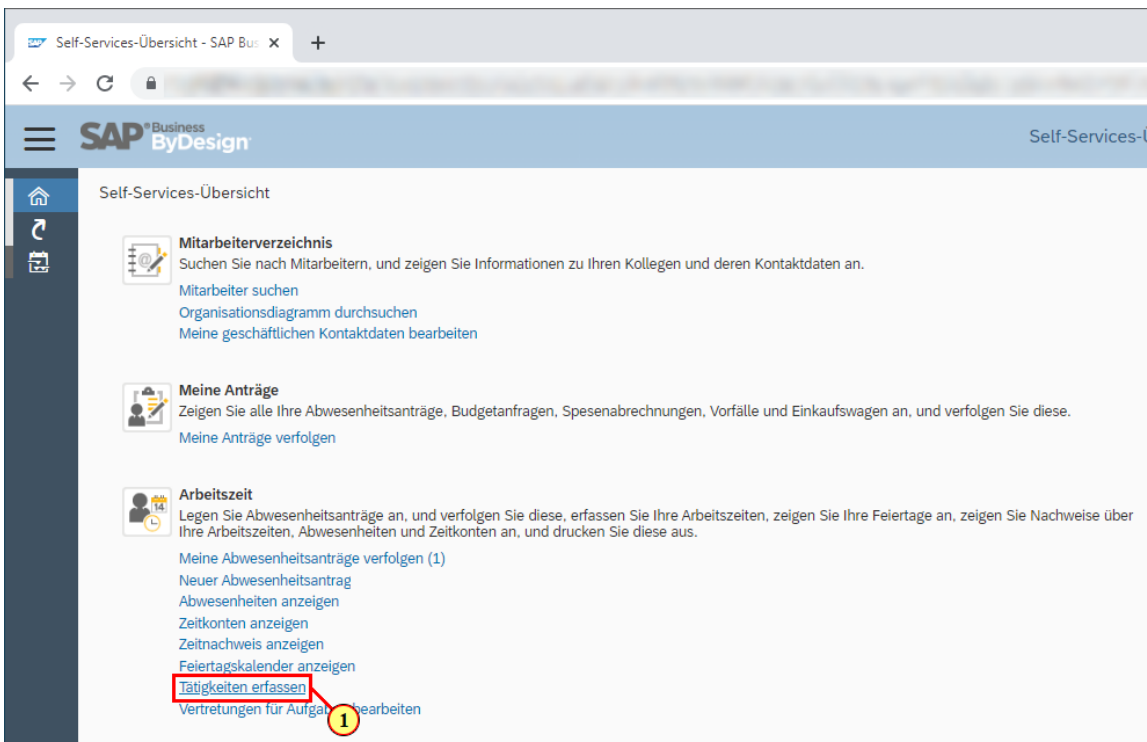 Self-Services-Übersicht - SAP Bus
SAP Business ByDesign
Self-Services-Ü
Self-Services-Übersicht
Mitarbeiterverzeichnis
Suchen Sie nach Mitarbeitern, und zeigen Sie Informationen zu Ihren Kollegen und deren Kontaktdaten an.
Mitarbeiter suchen
Organisationsdiagramm durchsuchen
Meine geschäftlichen Kontaktdaten bearbeiten
Meine Anträge
Zeigen Sie alle Ihre Abwesenheitsanträge, Budgetanfragen, Spesenabrechnungen, Vorfälle und Einkaufswagen an, und verfolgen Sie diese.
Meine Anträge verfolgen
14
Arbeitszeit
Legen Sie Abwesenheitsanträge an, und verfolgen Sie diese, erfassen Sie Ihre Arbeitszeiten, zeigen Sie Ihre Feiertage an, zeigen Sie Nachweise über
Ihre Arbeitszeiten, Abwesenheiten und Zeitkonten an, und drucken Sie diese aus.
Meine Abwesenheitsanträge verfolgen (1)
Neuer Abwesenheitsantrag
Abwesenheiten anzeigen
Zeitkonten anzeigen
Zeitnachweis anzeigen
Feiertagskalender anzeigen
Tätigkeiten erfassen
Vertretungen für Aufgab bearbeiten
1